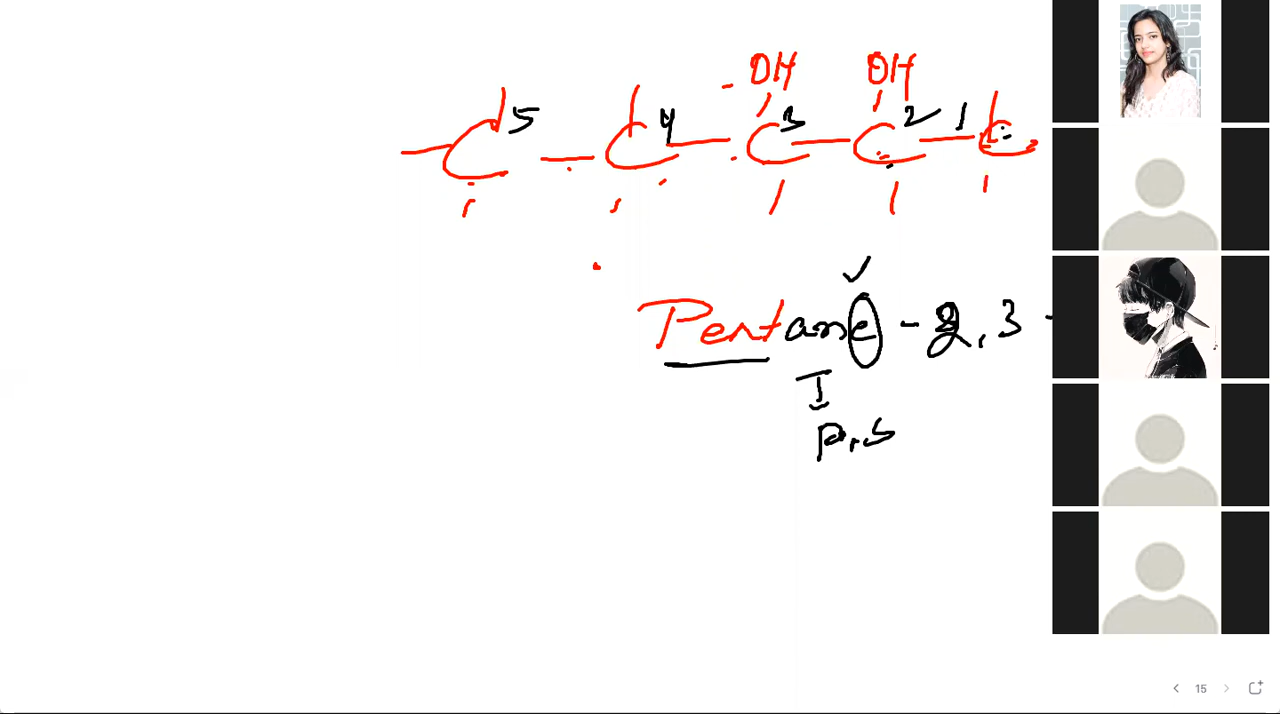 OH OH
5 4 3 2 1
C C C C C
Pentane - 2, 3 -
I
P.S
15